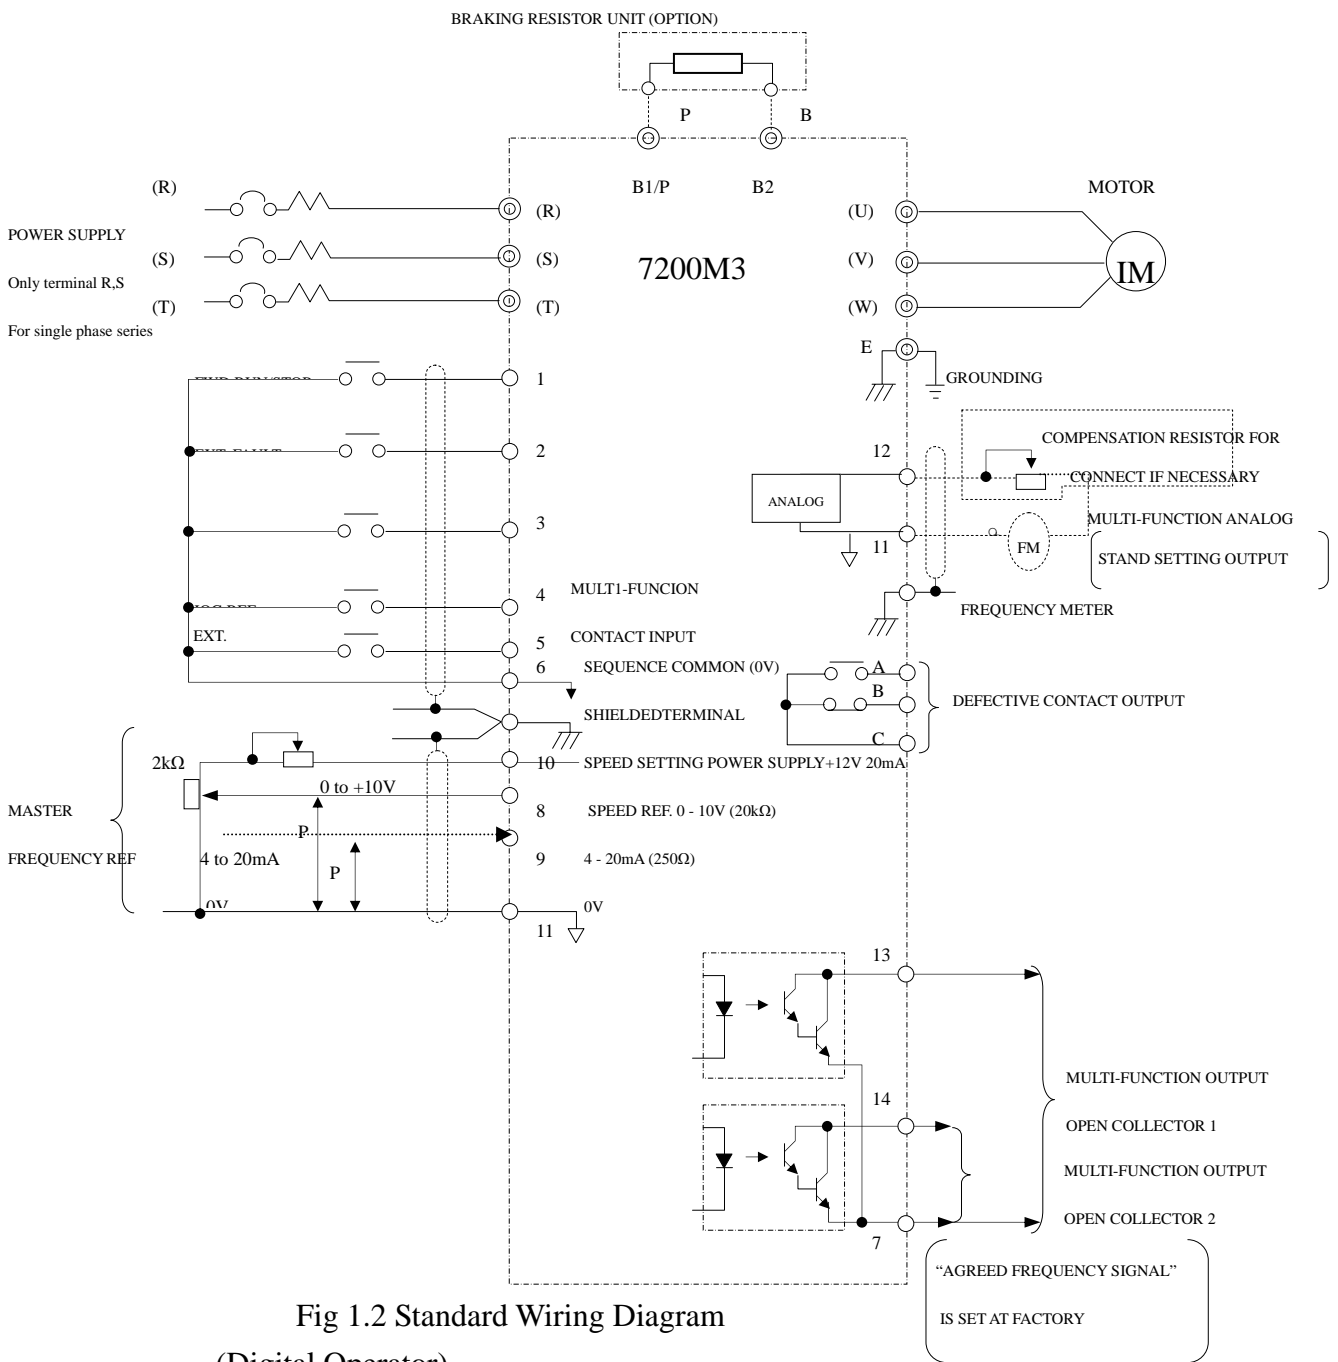 BRAKING RESISTOR UNIT (OPTION)
P B
B1/P B2
(R) (R) (U) MOTOR
POWER SUPPLY
(S) (S) 7200M3 (V) IM
Only terminal R,S
(T) (T) (W)
For single phase series
E
GROUNDING
1
2
12
COMPENSATION RESISTOR FOR
CONNECT IF NECESSARY
ANALOG
3
11
MULTI-FUNCTION ANALOG
FM
STAND SETTING OUTPUT
4 MULT1-FUNCION
FREQUENCY METER
EXT.
5 CONTACT INPUT
6 SEQUENCE COMMON (0V)
A
B
C
DEFECTIVE CONTACT OUTPUT
SHIELDEDTERMINAL
2kΩ
10 SPEED SETTING POWER SUPPLY+12V 20mA
0 to +10V
MASTER
8 SPEED REF. 0 - 10V (20kΩ)
P
FREQUENCY REF
4 to 20mA
P
9 4 - 20mA (250Ω)
0V
0V
11
13
MULTI-FUNCTION OUTPUT
14
OPEN COLLECTOR 1
MULTI-FUNCTION OUTPUT
OPEN COLLECTOR 2
7
“AGREED FREQUENCY SIGNAL”
IS SET AT FACTORY
Fig 1.2 Standard Wiring Diagram
(Digital Operator)